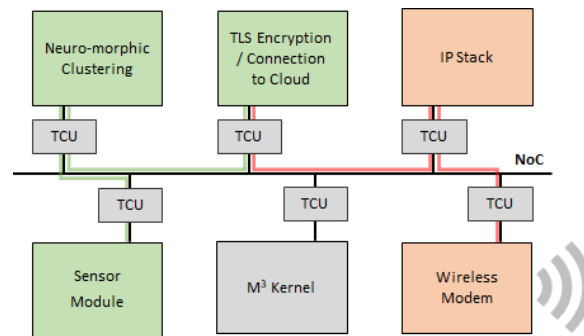 Neuro-morphic
Clustering
TLS Encryption
/ Connection
to Cloud
IP Stack
TCU
TCU
TCU
NoC
TCU
TCU
TCU
Sensor
Module
M³ Kernel
Wireless
Modem